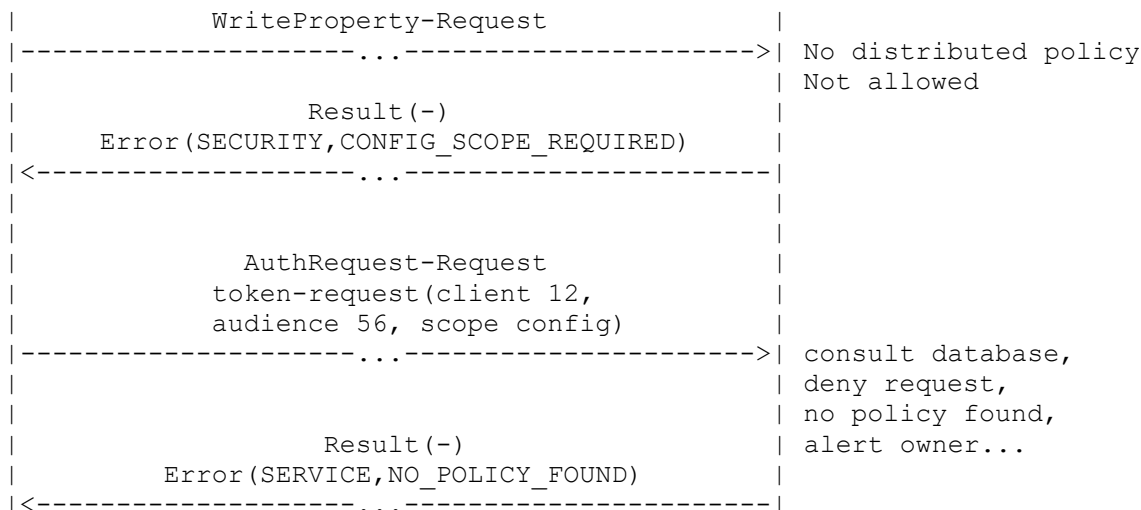 WriteProperty-Request
No distributed policy
Not allowed
Result(-)
Error(SECURITY,CONFIG_SCOPE_REQUIRED)
AuthRequest-Request
token-request(client 12,
audience 56, scope config)
consult database,
deny request,
no policy found,
Result(-) alert owner...
Error(SERVICE,NO_POLICY_FOUND)